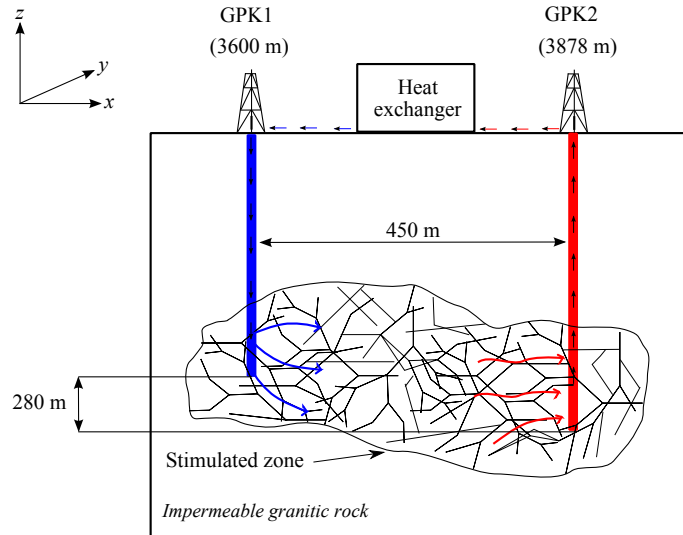 GPK1
(3600 m)
GPK2
(3878 m)
z
y
x
Heat
exchanger
450 m
280 m
Stimulated zone
Impermeable granitic rock